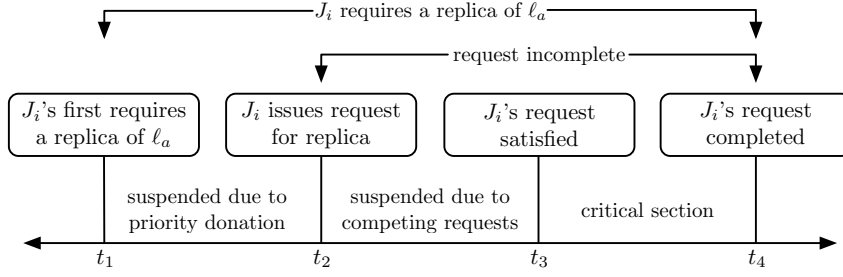 J_i requires a replica of ℓ_a
request incomplete
J_i's first requires
a replica of ℓ_a
J_i issues request
for replica
J_i's request
satisfied
J_i's request
completed
suspended due to
priority donation
suspended due to
competing requests
critical section
t_1
t_2
t_3
t_4